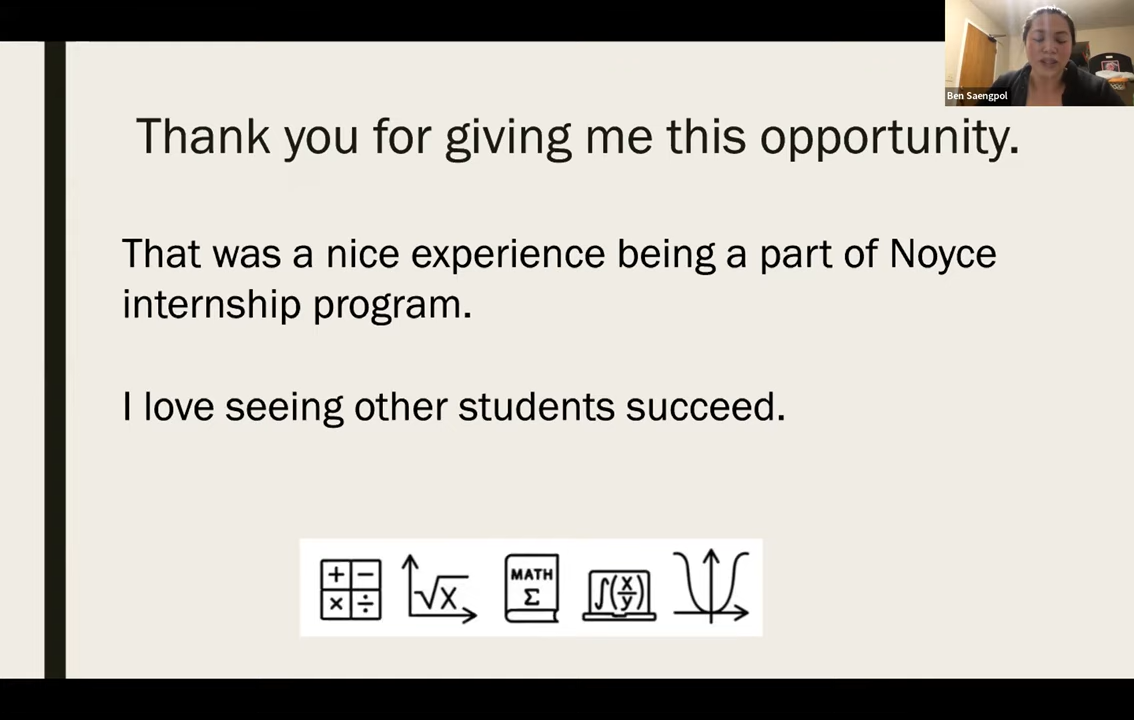 Ben Saengpol
Thank you for giving me this opportunity.
That was a nice experience being a part of Noyce
internship program.
I love seeing other students succeed.
+ −
× ÷
√x
MATH
Σ
∫(x/y)